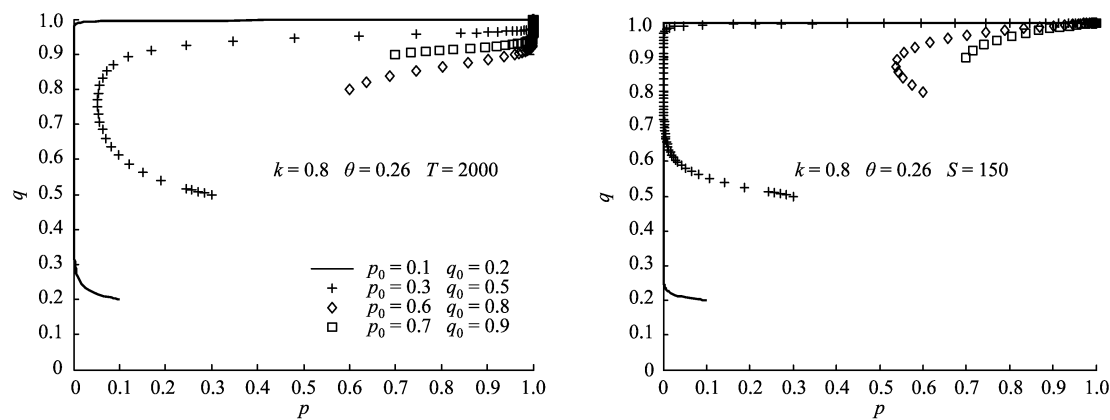 1.0
0.9
0.8
0.7
0.6
0.5
0.4
0.3
0.2
0.1
0
q
k = 0.8 θ = 0.26 T = 2000
p₀ = 0.1 q₀ = 0.2
p₀ = 0.3 q₀ = 0.5
p₀ = 0.6 q₀ = 0.8
p₀ = 0.7 q₀ = 0.9
0 0.1 0.2 0.3 0.4 0.5 0.6 0.7 0.8 0.9 1.0
p
1.0
0.9
0.8
0.7
0.6
0.5
0.4
0.3
0.2
0.1
0
q
k = 0.8 θ = 0.26 S = 150
0 0.1 0.2 0.3 0.4 0.5 0.6 0.7 0.8 0.9 1.0
p